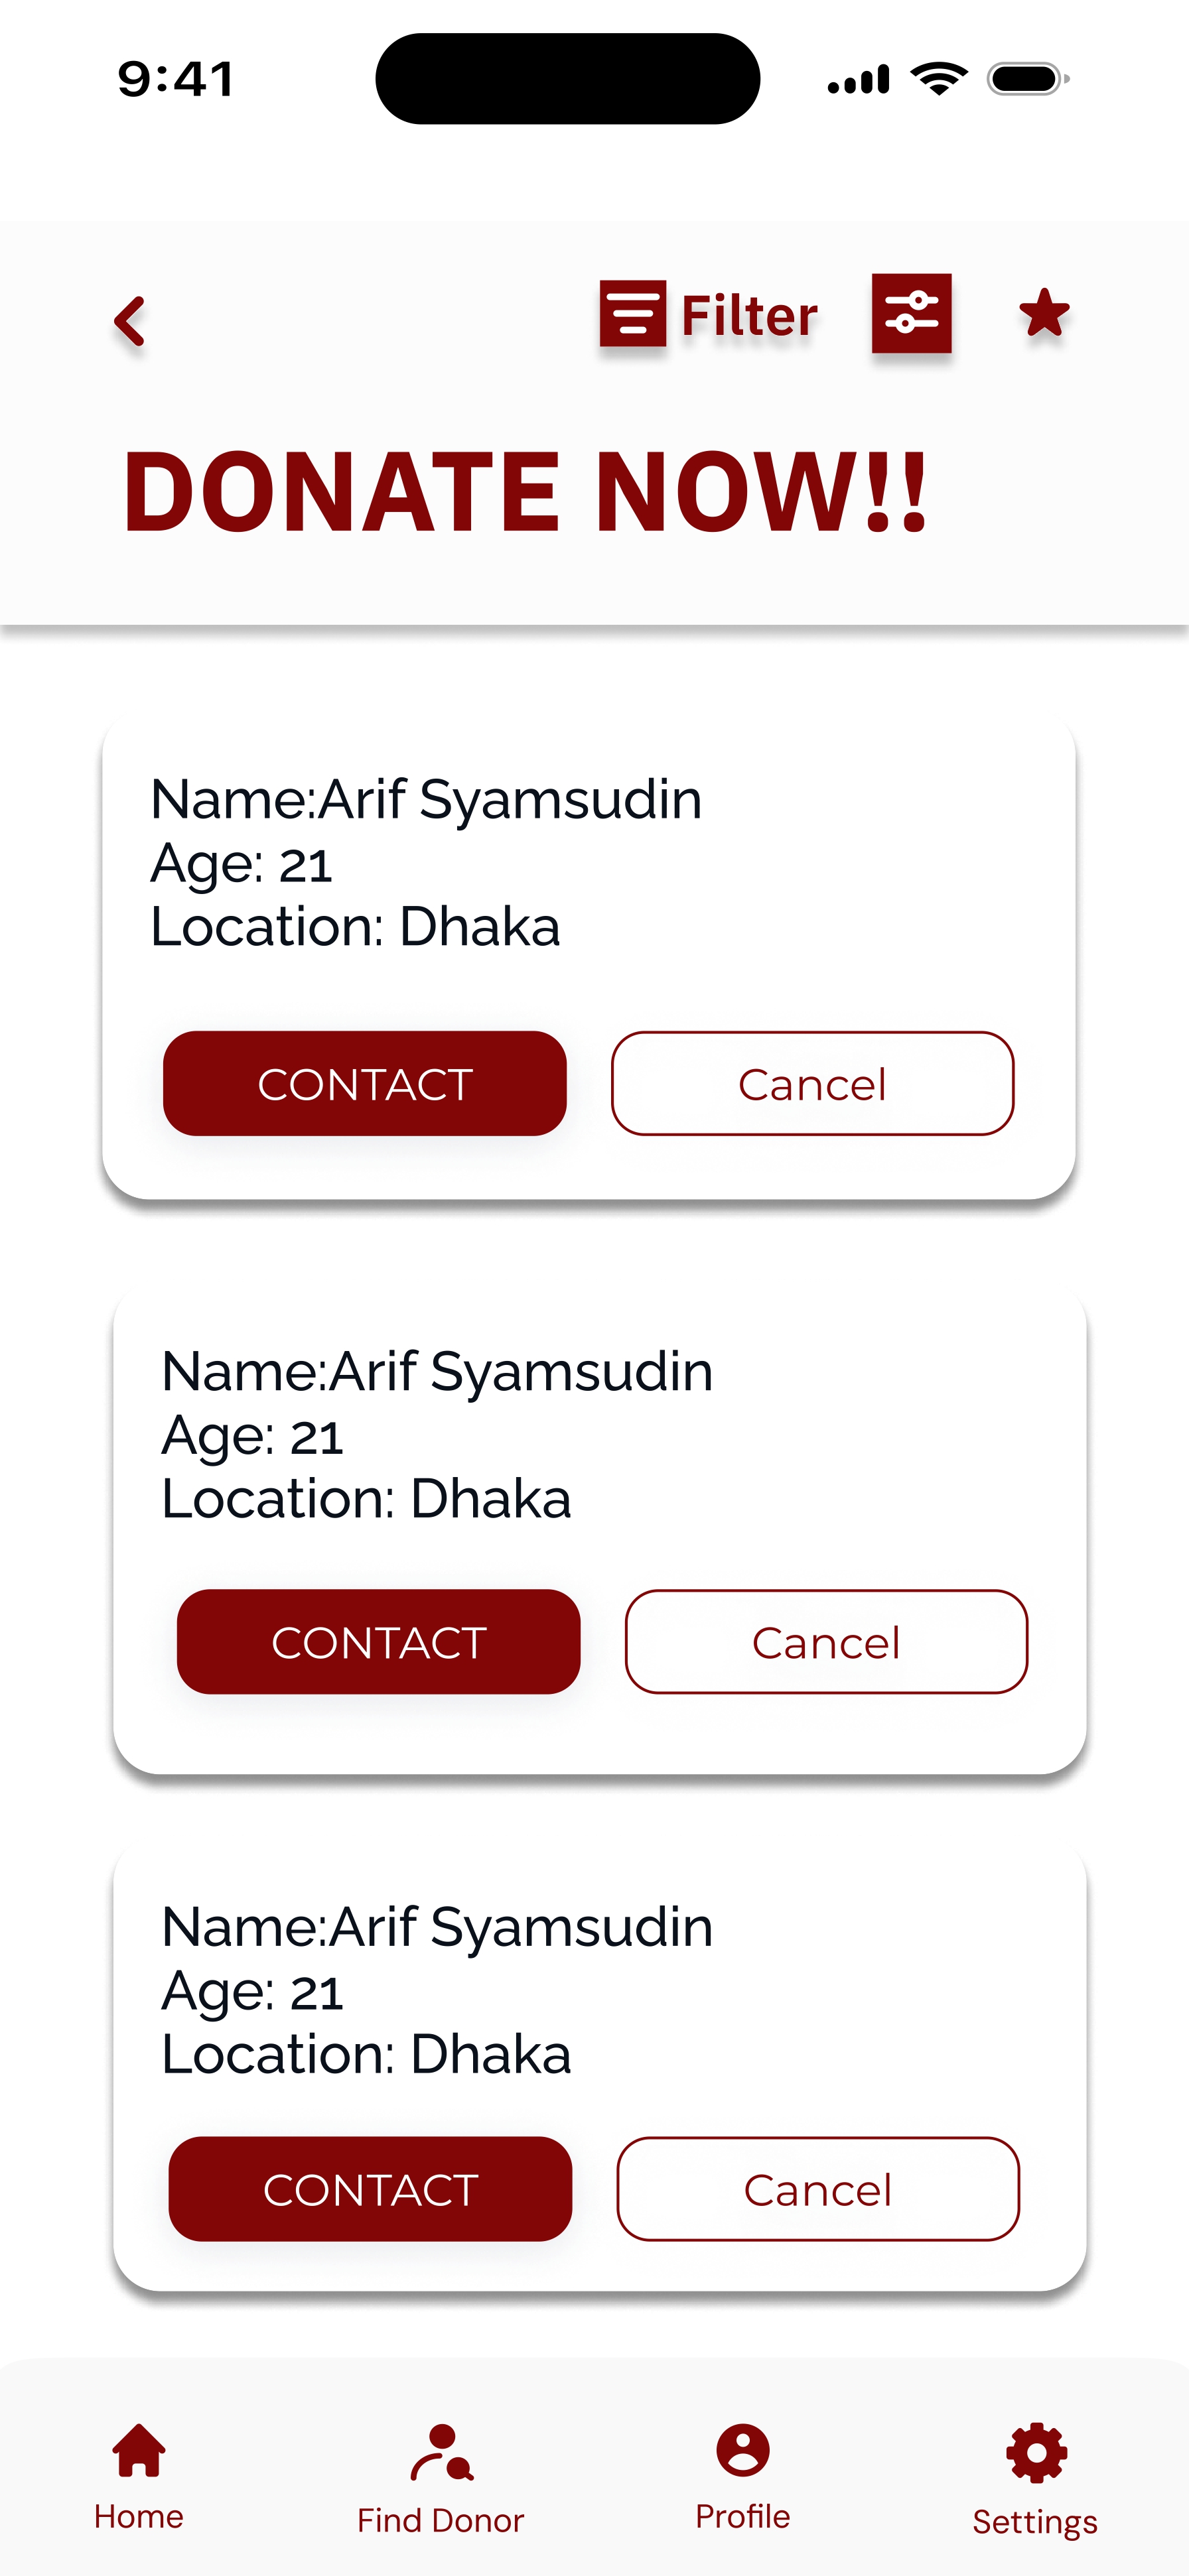 9:41
Filter
DONATE NOW!!
Name:Arif Syamsudin
Age: 21
Location: Dhaka
CONTACT Cancel
Name:Arif Syamsudin
Age: 21
Location: Dhaka
CONTACT Cancel
Name:Arif Syamsudin
Age: 21
Location: Dhaka
CONTACT Cancel
Home Find Donor Profile Settings